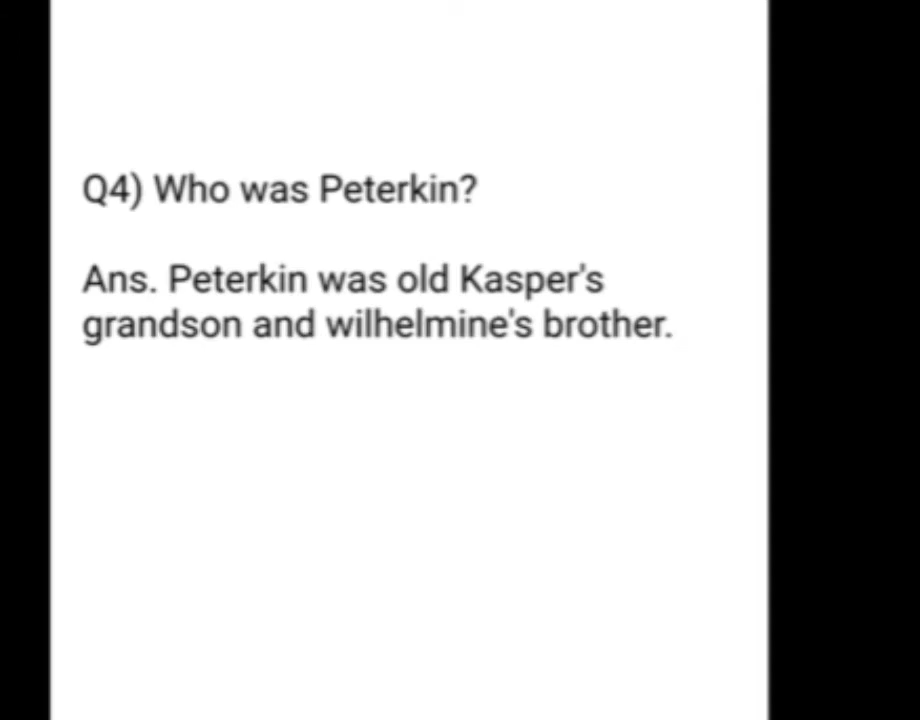 Q4) Who was Peterkin?
Ans. Peterkin was old Kasper's
grandson and wilhelmine's brother.